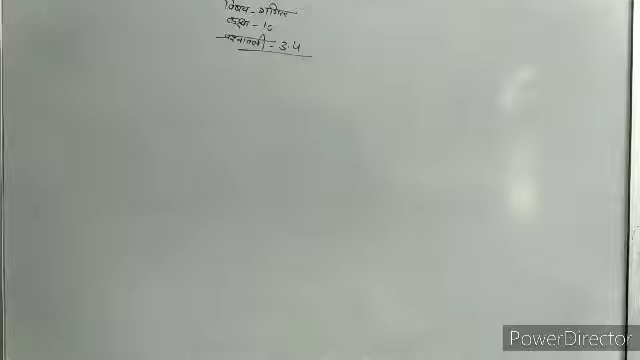 विषय - गणित
कक्षा - 10
प्रश्नावली = 3.4
PowerDirector